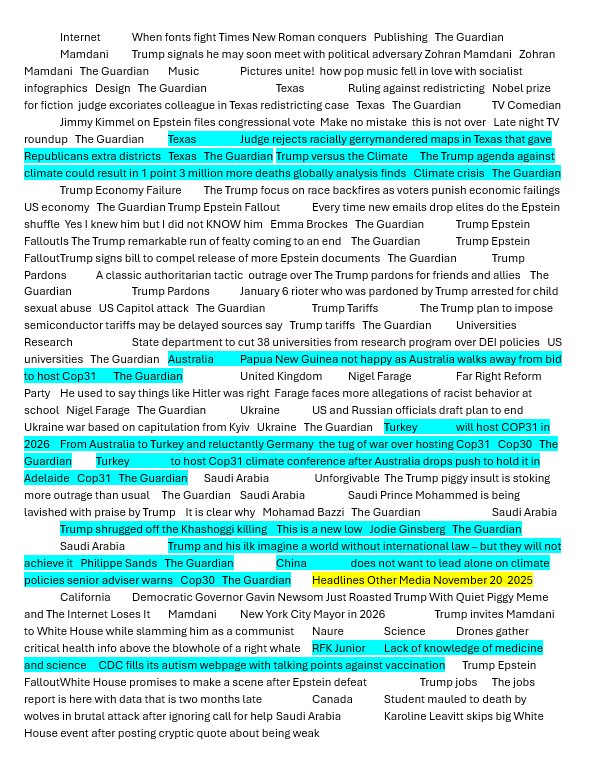 Internet When fonts fight Times New Roman conquers Publishing The Guardian
Mamdani Trump signals he may soon meet with political adversary Zohran Mamdani Zohran
Mamdani The Guardian Music Pictures unite! how pop music fell in love with socialist
infographics Design The Guardian Texas Ruling against redistricting Nobel prize
for fiction judge excoriates colleague in Texas redistricting case Texas The Guardian TV Comedian
Jimmy Kimmel on Epstein files congressional vote Make no mistake this is not over Late night TV
roundup The Guardian Texas Judge rejects racially gerrymandered maps in Texas that gave
Republicans extra districts Texas The Guardian Trump versus the Climate The Trump agenda against
climate could result in 1 point 3 million more deaths globally analysis finds Climate crisis The Guardian
Trump Economy Failure The Trump focus on race backfires as voters punish economic failings
US economy The Guardian Trump Epstein Fallout Every time new emails drop elites do the Epstein
shuffle Yes I knew him but I did not KNOW him Emma Brockes The Guardian Trump Epstein
FalloutIs The Trump remarkable run of fealty coming to an end The Guardian Trump Epstein
FalloutTrump signs bill to compel release of more Epstein documents The Guardian Trump
Pardons A classic authoritarian tactic outrage over The Trump pardons for friends and allies The
Guardian Trump Pardons January 6 rioter who was pardoned by Trump arrested for child
sexual abuse US Capitol attack The Guardian Trump Tariffs The Trump plan to impose
semiconductor tariffs may be delayed sources say Trump tariffs The Guardian Universities
Research State department to cut 38 universities from research program over DEI policies US
universities The Guardian Australia Papua New Guinea not happy as Australia walks away from bid
to host Cop31 The Guardian United Kingdom Nigel Farage Far Right Reform
Party He used to say things like Hitler was right Farage faces more allegations of racist behavior at
school Nigel Farage The Guardian Ukraine US and Russian officials draft plan to end
Ukraine war based on capitulation from Kyiv Ukraine The Guardian Turkey will host COP31 in
2026 From Australia to Turkey and reluctantly Germany the tug of war over hosting Cop31 Cop30 The
Guardian Turkey to host Cop31 climate conference after Australia drops push to hold it in
Adelaide Cop31 The Guardian Saudi Arabia Unforgivable The Trump piggy insult is stoking
more outrage than usual The Guardian Saudi Arabia Saudi Prince Mohammed is being
lavished with praise by Trump It is clear why Mohamad Bazzi The Guardian Saudi Arabia
Trump shrugged off the Khashoggi killing This is a new low Jodie Ginsberg The Guardian
Saudi Arabia Trump and his ilk imagine a world without international law – but they will not
achieve it Philippe Sands The Guardian China does not want to lead alone on climate
policies senior adviser warns Cop30 The Guardian Headlines Other Media November 20 2025
California Democratic Governor Gavin Newsom Just Roasted Trump With Quiet Piggy Meme
and The Internet Loses It Mamdani New York City Mayor in 2026 Trump invites Mamdani
to White House while slamming him as a communist Naure Science Drones gather
critical health info above the blowhole of a right whale RFK Junior Lack of knowledge of medicine
and science CDC fills its autism webpage with talking points against vaccination Trump Epstein
FalloutWhite House promises to make a scene after Epstein defeat Trump jobs The jobs
report is here with data that is two months late Canada Student mauled to death by
wolves in brutal attack after ignoring call for help Saudi Arabia Karoline Leavitt skips big White
House event after posting cryptic quote about being weak